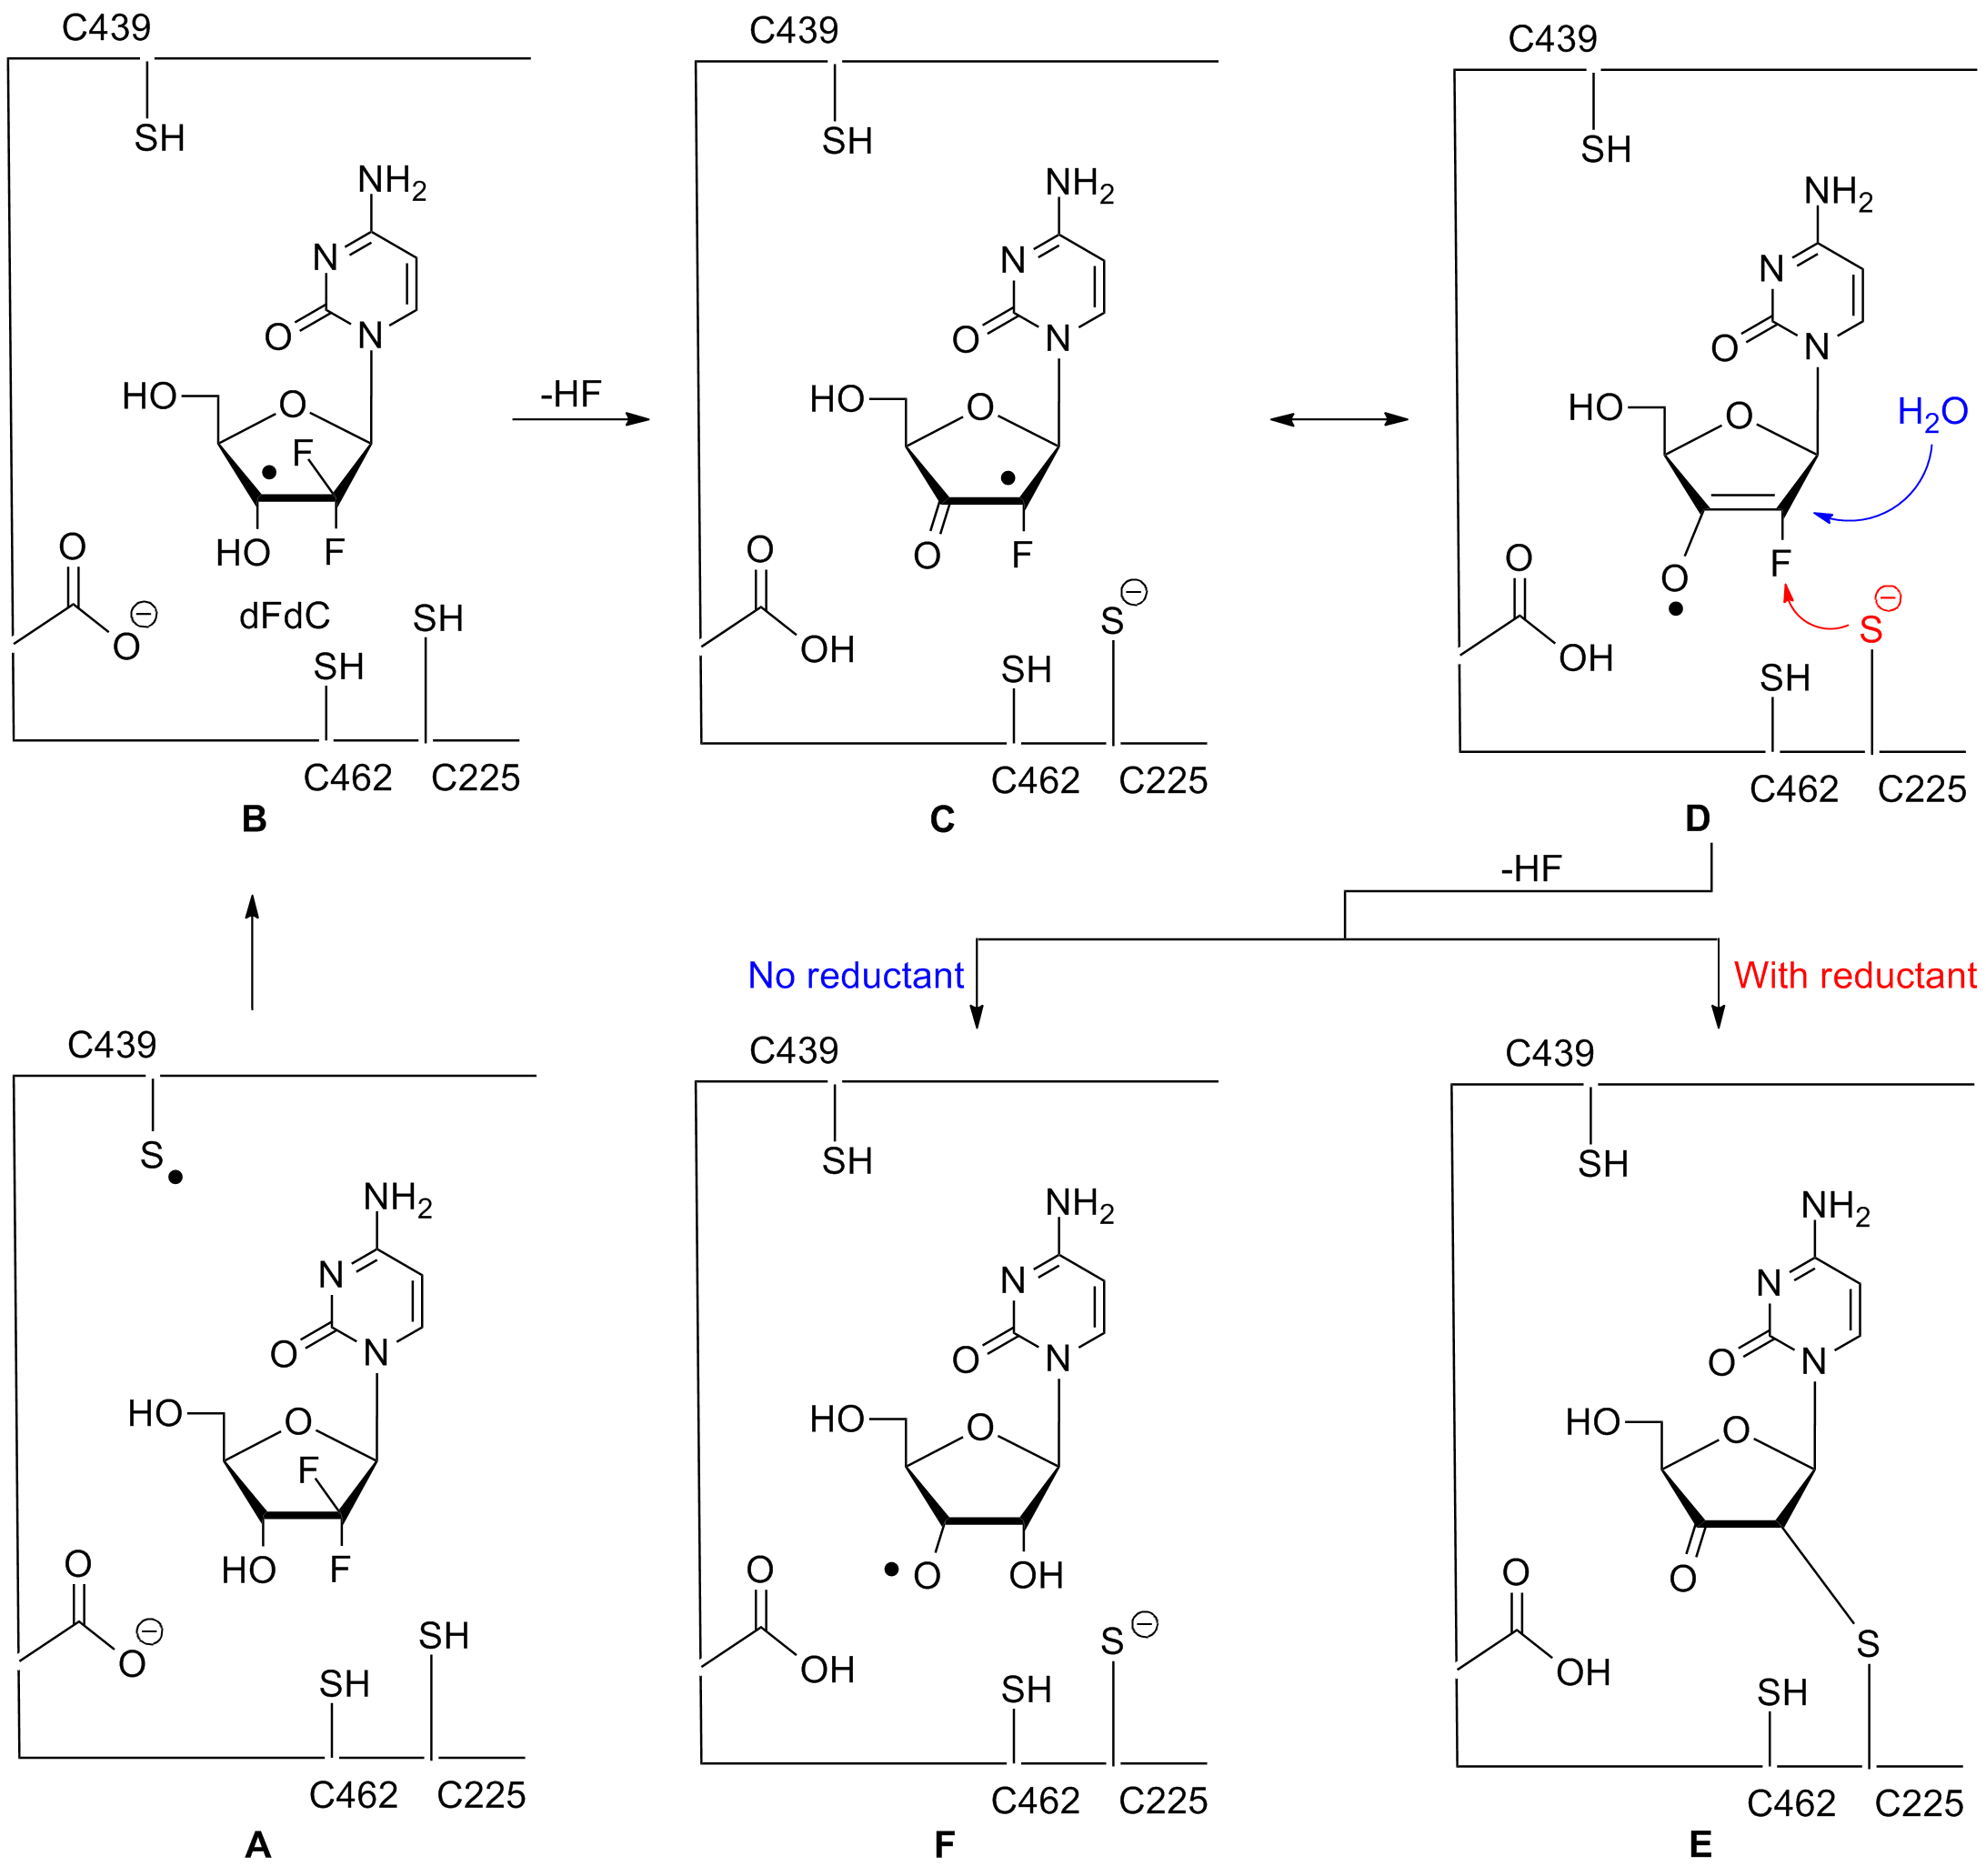 C439
SH
NH2
N
O
N
HO
O
F
HO
F
O
O⊖
dFdC
SH
SH
C462
C225
B
-HF
C439
SH
NH2
N
O
N
HO
O
O
F
O
OH
S⊖
SH
C462
C225
C
C439
SH
NH2
N
O
N
HO
O
H2O
O
F
O
OH
S⊖
SH
C462
C225
D
-HF
No reductant
With reductant
C439
S
NH2
N
O
N
HO
O
F
HO
F
O
O⊖
SH
SH
C462
C225
A
C439
SH
NH2
N
O
N
HO
O
O
OH
O
OH
S⊖
SH
C462
C225
F
C439
SH
NH2
N
O
N
HO
O
O
O
OH
S
SH
C462
C225
E